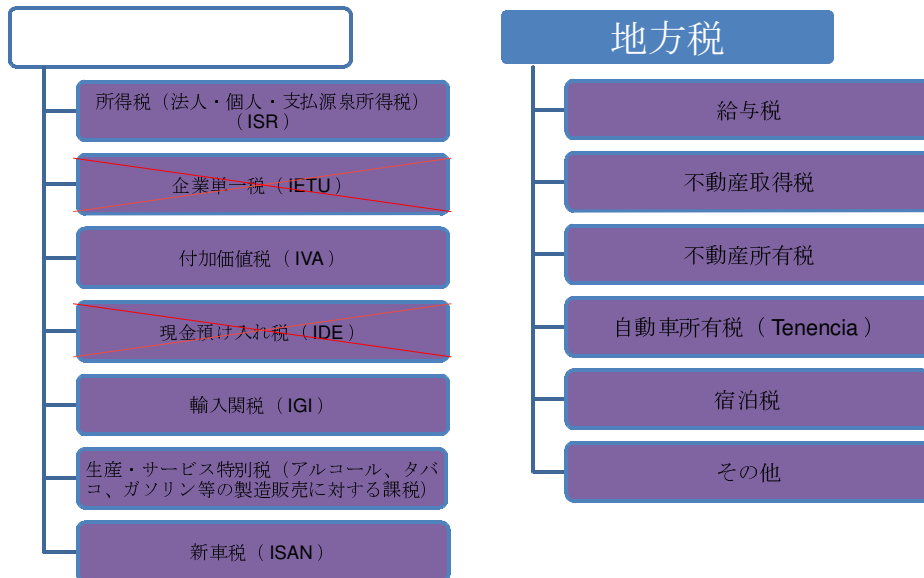 所得税（法人・個人・支払源泉所得税）
（ISR）
企業単一税（IETU）
付加価値税（IVA）
現金預け入れ税（IDE）
輸入関税（IGI）
生産・サービス特別税（アルコール、タバ
コ、ガソリン等の製造販売に対する課税）
新車税（ISAN）
地方税
給与税
不動産取得税
不動産所有税
自動車所有税（Tenencia）
宿泊税
その他